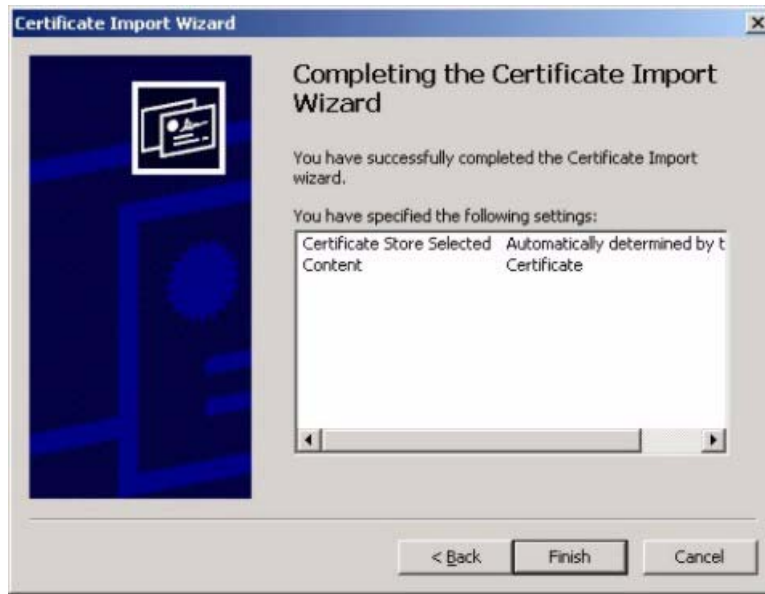 Certificate Import Wizard
Completing the Certificate Import
Wizard
You have successfully completed the Certificate Import
wizard.
You have specified the following settings:
Certificate Store Selected Automatically determined by t
Content Certificate
< Back Finish Cancel